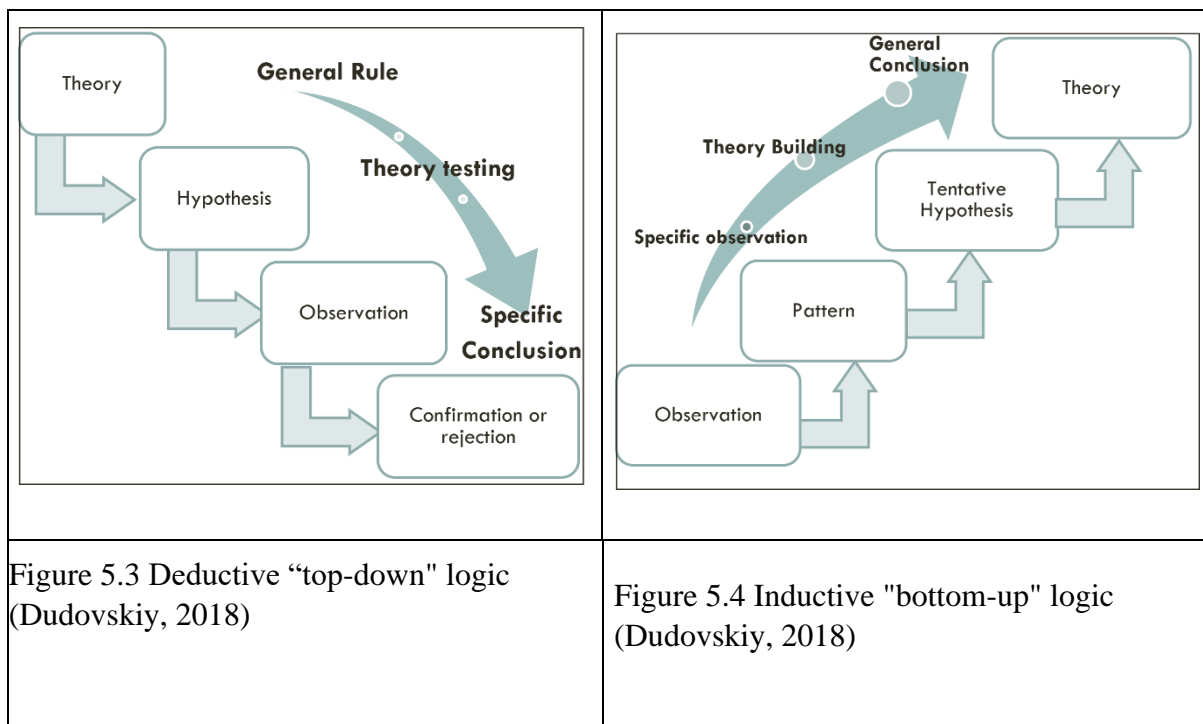 Theory
General Rule
Theory testing
Hypothesis
Observation
Specific
Conclusion
Confirmation or
rejection
General
Conclusion
Theory
Theory Building
Tentative
Hypothesis
Specific observation
Pattern
Observation
Figure 5.3 Deductive “top-down" logic
(Dudovskiy, 2018)
Figure 5.4 Inductive "bottom-up" logic
(Dudovskiy, 2018)